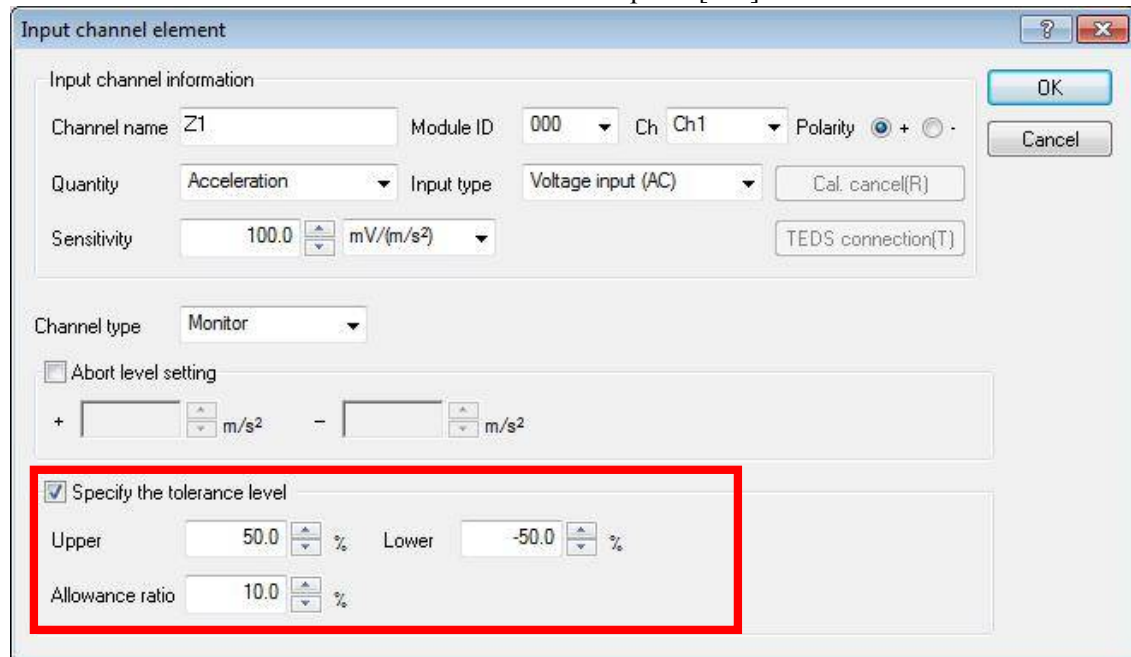 Input channel element
Input channel information
OK
Channel name Z1 Module ID 000 Ch Ch1 Polarity + -
Cancel
Quantity Acceleration Input type Voltage input (AC) Cal. cancel(R)
Sensitivity 100.0 mV/(m/s²) TEDS connection(T)
Channel type Monitor
Abort level setting
+ m/s² - m/s²
Specify the tolerance level
Upper 50.0 % Lower -50.0 %
Allowance ratio 10.0 %